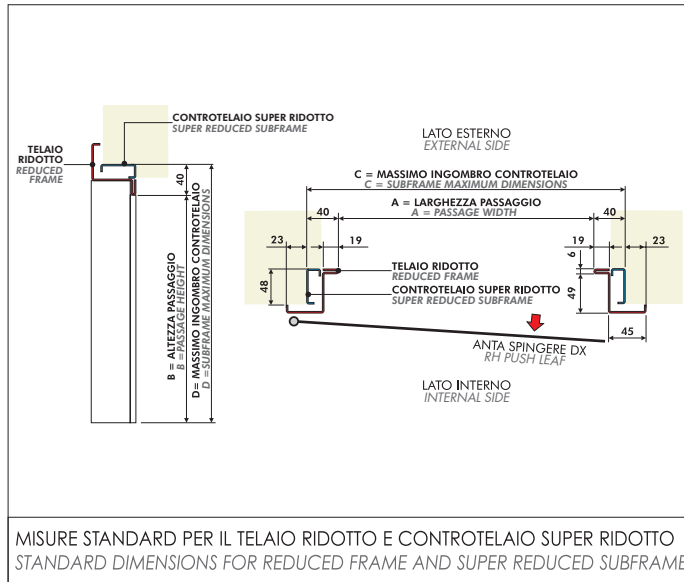 CONTROTELAIO SUPER RIDOTTO
SUPER REDUCED SUBFRAME
TELAIO
RIDOTTO
REDUCED
FRAME
40
B = ALTEZZA PASSAGGIO
B = PASSAGE HEIGHT
D= MASSIMO INGOMBRO CONTROTELAIO
D = SUBFRAME MAXIMUM DIMENSIONS
LATO ESTERNO
EXTERNAL SIDE
C = MASSIMO INGOMBRO CONTROTELAIO
C = SUBFRAME MAXIMUM DIMENSIONS
40
A = LARGHEZZA PASSAGGIO
A = PASSAGE WIDTH
40
23
19
19
23
6
TELAIO RIDOTTO
REDUCED FRAME
48
CONTROTELAIO SUPER RIDOTTO
SUPER REDUCED SUBFRAME
49
45
ANTA SPINGERE DX
RH PUSH LEAF
LATO INTERNO
INTERNAL SIDE
MISURE STANDARD PER IL TELAIO RIDOTTO E CONTROTELAIO SUPER RIDOTTO
STANDARD DIMENSIONS FOR REDUCED FRAME AND SUPER REDUCED SUBFRAME